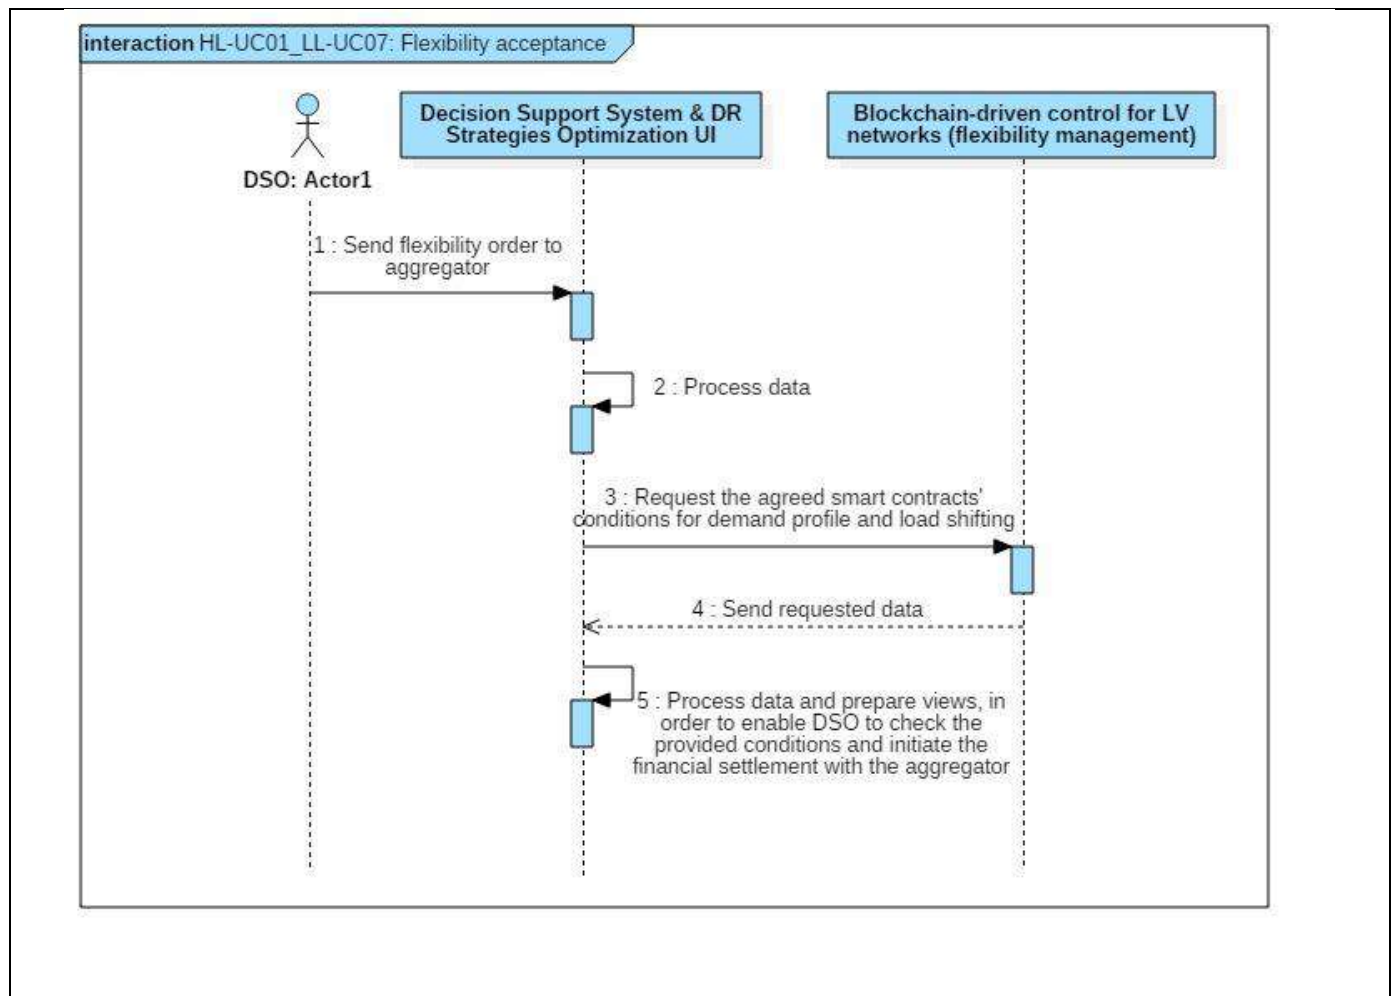 interaction HL-UC01_LL-UC07: Flexibility acceptance
DSO: Actor1
Decision Support System & DR
Strategies Optimization UI
Blockchain-driven control for LV
networks (flexibility management)
1 : Send flexibility order to
aggregator
2 : Process data
3 : Request the agreed smart contracts'
conditions for demand profile and load shifting
4 : Send requested data
5 : Process data and prepare views, in
order to enable DSO to check the
provided conditions and initiate the
financial settlement with the aggregator